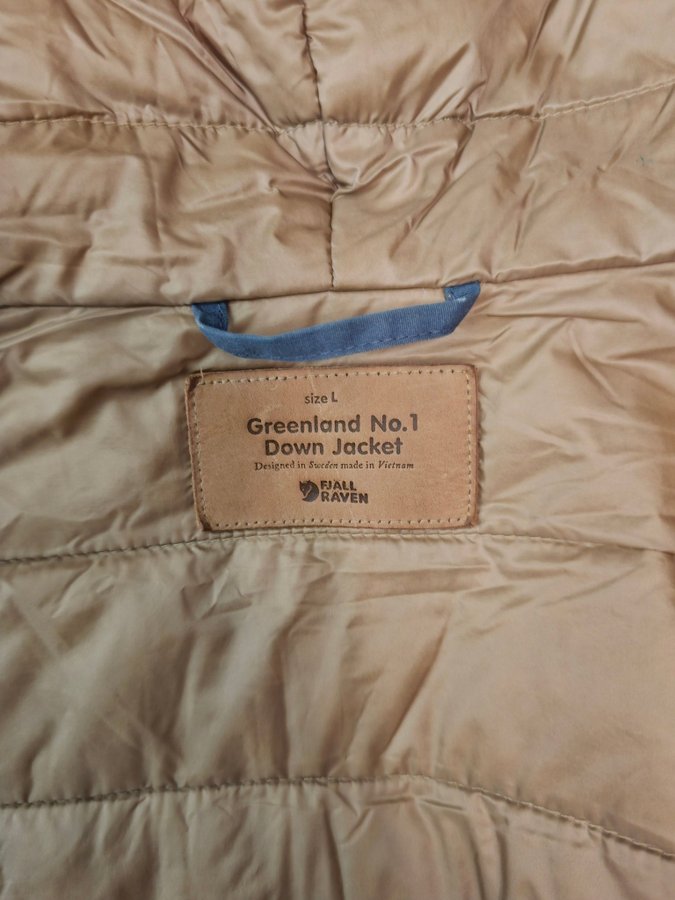 size L
Greenland No.1
Down Jacket
Designed in Sweden made in Vietnam
FJÄLL
RÄVEN